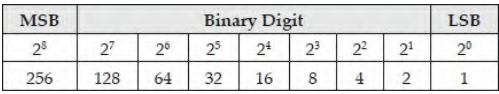 MSB Binary Digit LSB
2⁸ 2⁷ 2⁶ 2⁵ 2⁴ 2³ 2² 2¹ 2⁰
256 128 64 32 16 8 4 2 1